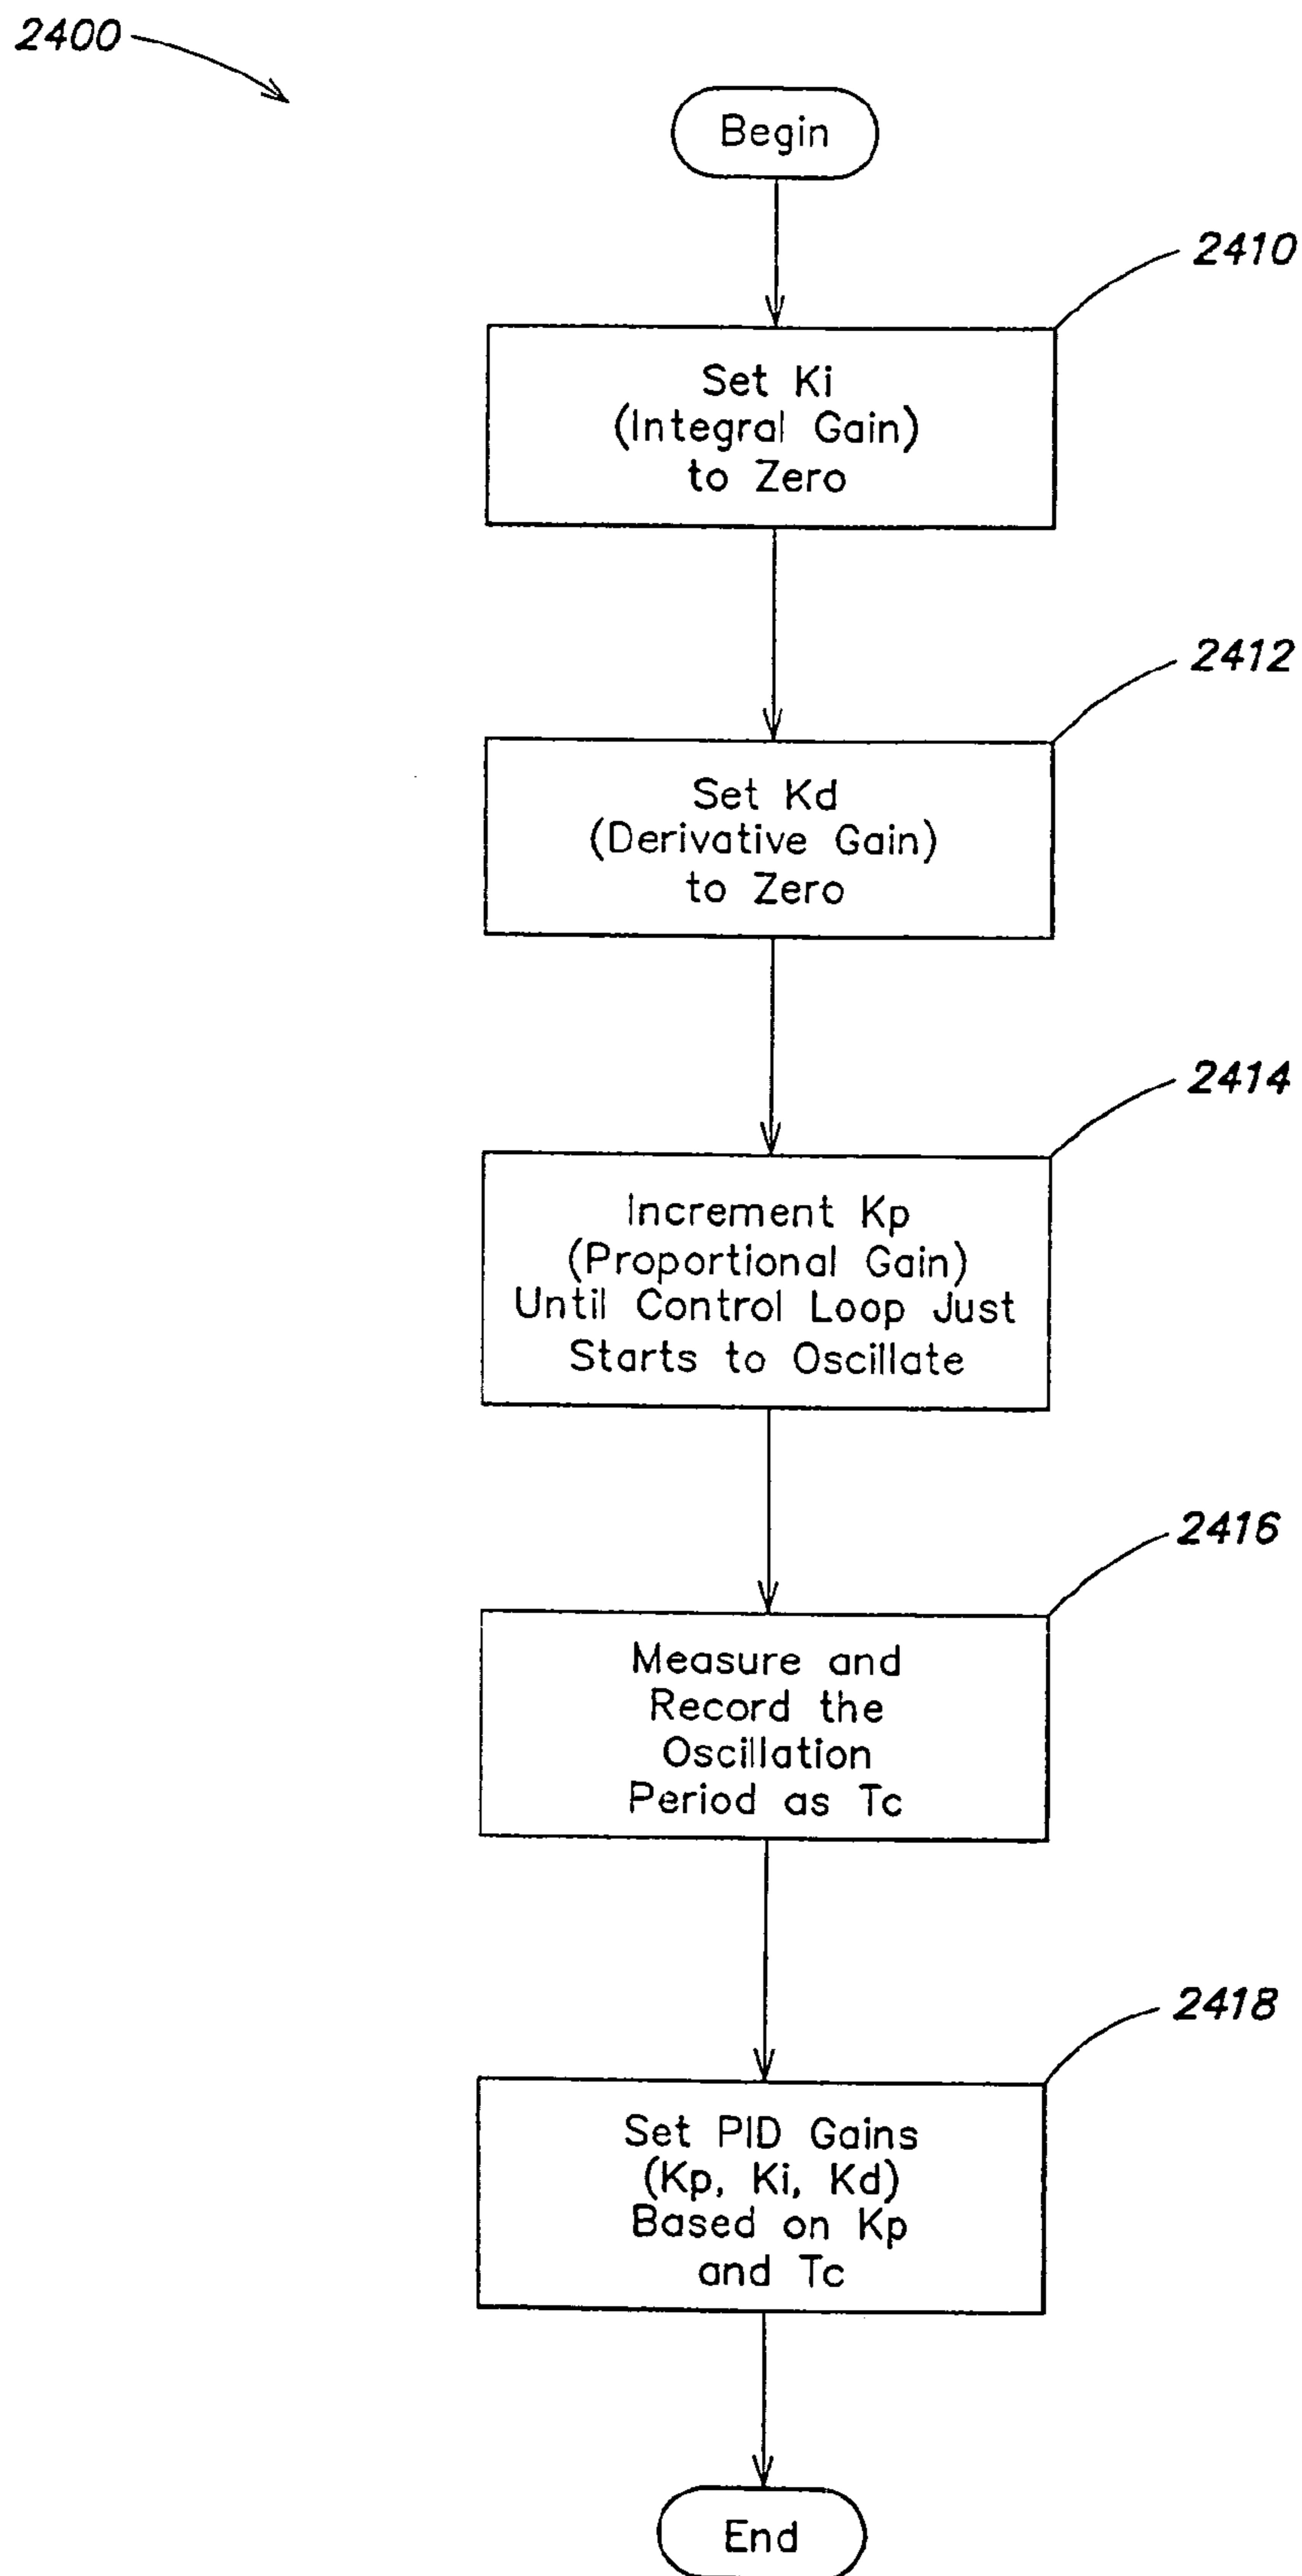 2400
Begin
2410
Set Ki
(Integral Gain)
to Zero
2412
Set Kd
(Derivative Gain)
to Zero
2414
Increment Kp
(Proportional Gain)
Until Control Loop Just
Starts to Oscillate
2416
Measure and
Record the
Oscillation
Period as Tc
2418
Set PID Gains
(Kp, Ki, Kd)
Based on Kp
and Tc
End